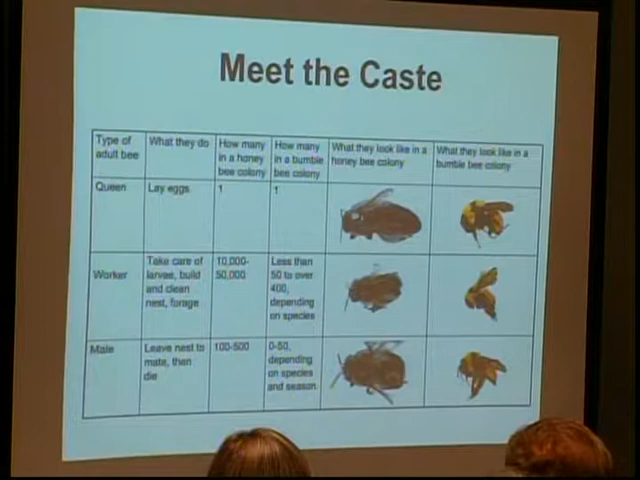 Meet the Caste
Type of
adult bee
What they do
How many
in a honey
bee colony
How many
in a bumble
bee colony
What they look like in a
honey bee colony
What they look like in a
bumble bee colony
Queen
Lay eggs
1
1
Worker
Take care of
larvae, build
and clean
nest, forage
10,000-
50,000
Less than
50 to over
400,
depending
on species
Male
Leave nest to
mate, then
die
100-500
0-50,
depending
on species
and season